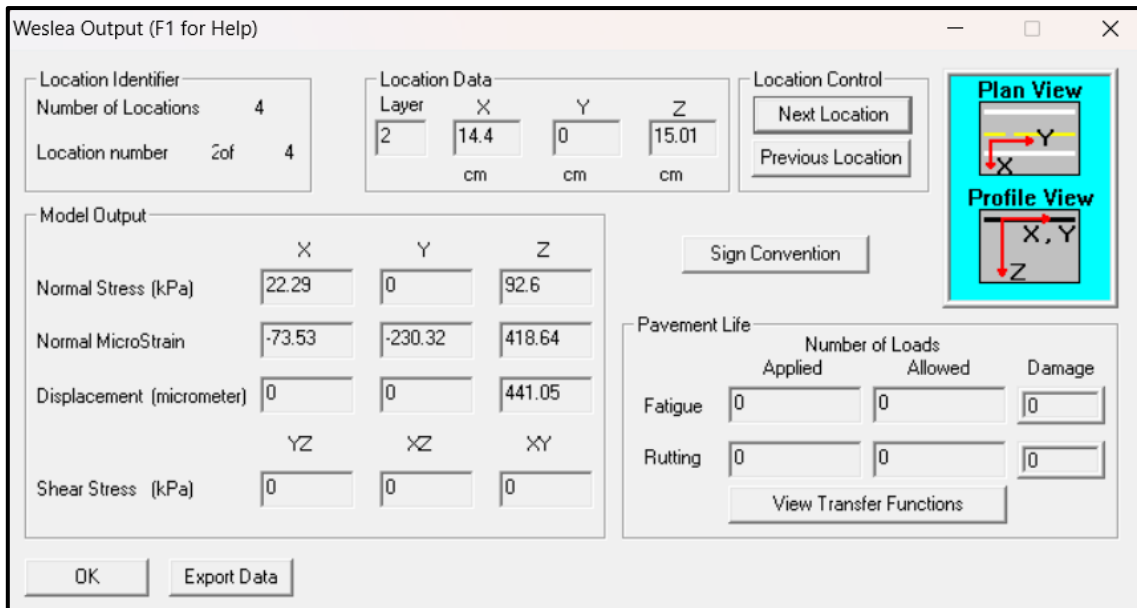 Weslea Output (F1 for Help)
Location Identifier
Number of Locations 4
Location number 2of 4
Location Data
Layer X Y Z
2 14.4 0 15.01
cm cm cm
Location Control
Next Location
Previous Location
Plan View
Y
X
Profile View
X, Y
Z
Model Output
X Y Z
Normal Stress (kPa) 22.29 0 92.6
Normal MicroStrain -73.53 -230.32 418.64
Displacement (micrometer) 0 0 441.05
YZ XZ XY
Shear Stress (kPa) 0 0 0
Sign Convention
Pavement Life
Number of Loads
Applied Allowed Damage
Fatigue 0 0 0
Rutting 0 0 0
View Transfer Functions
OK Export Data